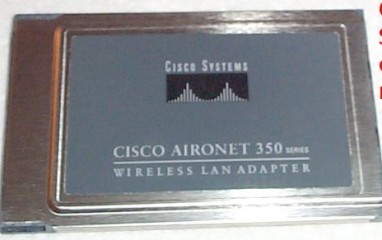 CISCO SYSTEMS
CISCO AIRONET 350 SERIES
WIRELESS LAN ADAPTER